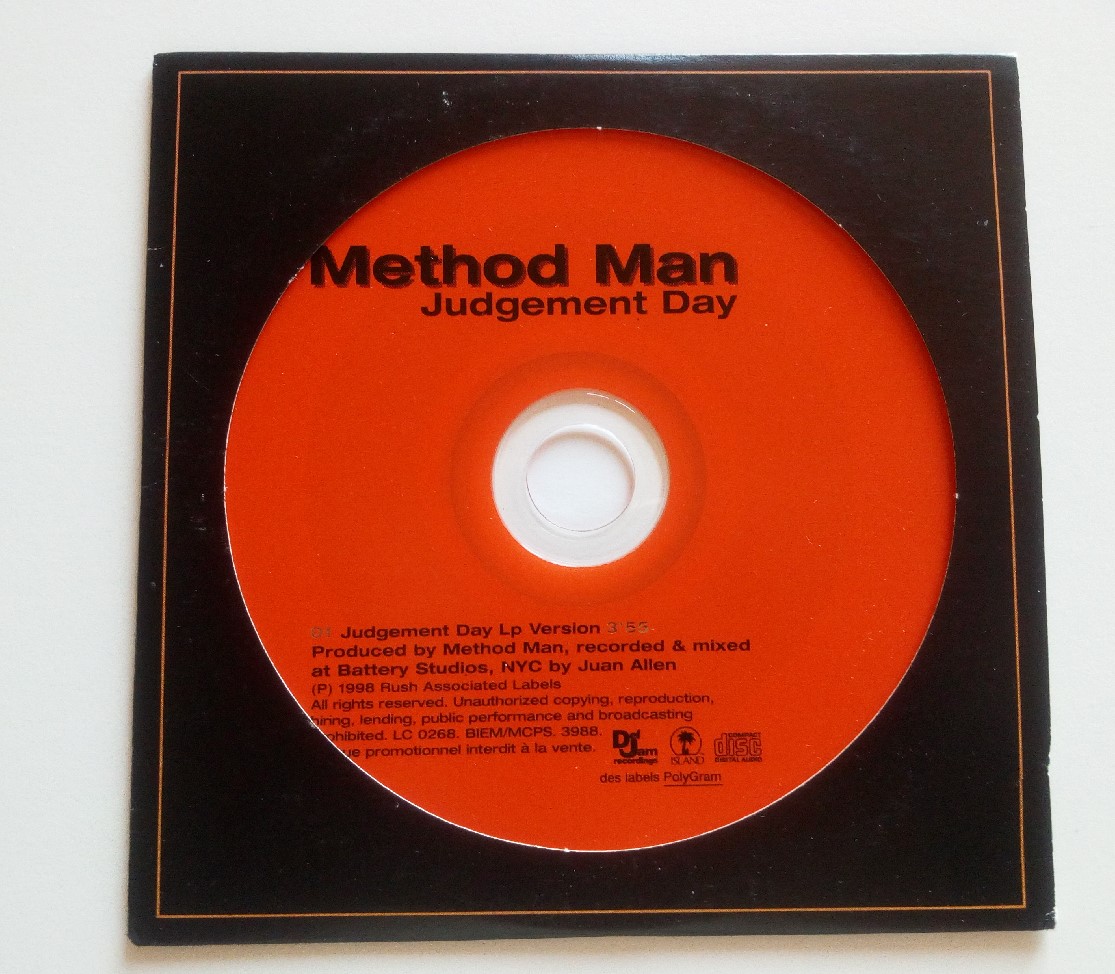 Method Man
Judgement Day
01 Judgement Day Lp Version 3'53
Produced by Method Man, recorded & mixed
at Battery Studios, NYC by Juan Allen
(P) 1998 Rush Associated Labels
All rights reserved. Unauthorized copying, reproduction,
hiring, lending, public performance and broadcasting
ohibited. LC 0268. BIEM/MCPS. 3988.
ue promotionnel interdit à la vente.
Def Jam
recordings
ISLAND
COMPACT
disc
DIGITAL AUDIO
des labels PolyGram